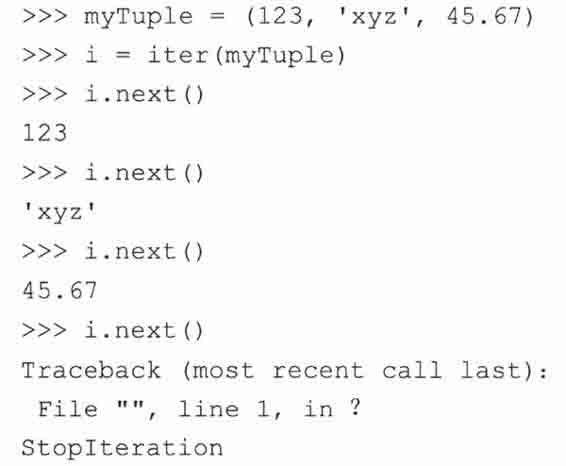 >>> myTuple = (123, 'xyz', 45.67)
>>> i = iter(myTuple)
>>> i.next()
123
>>> i.next()
'xyz'
>>> i.next()
45.67
>>> i.next()
Traceback (most recent call last):
 File "", line 1, in ?
StopIteration